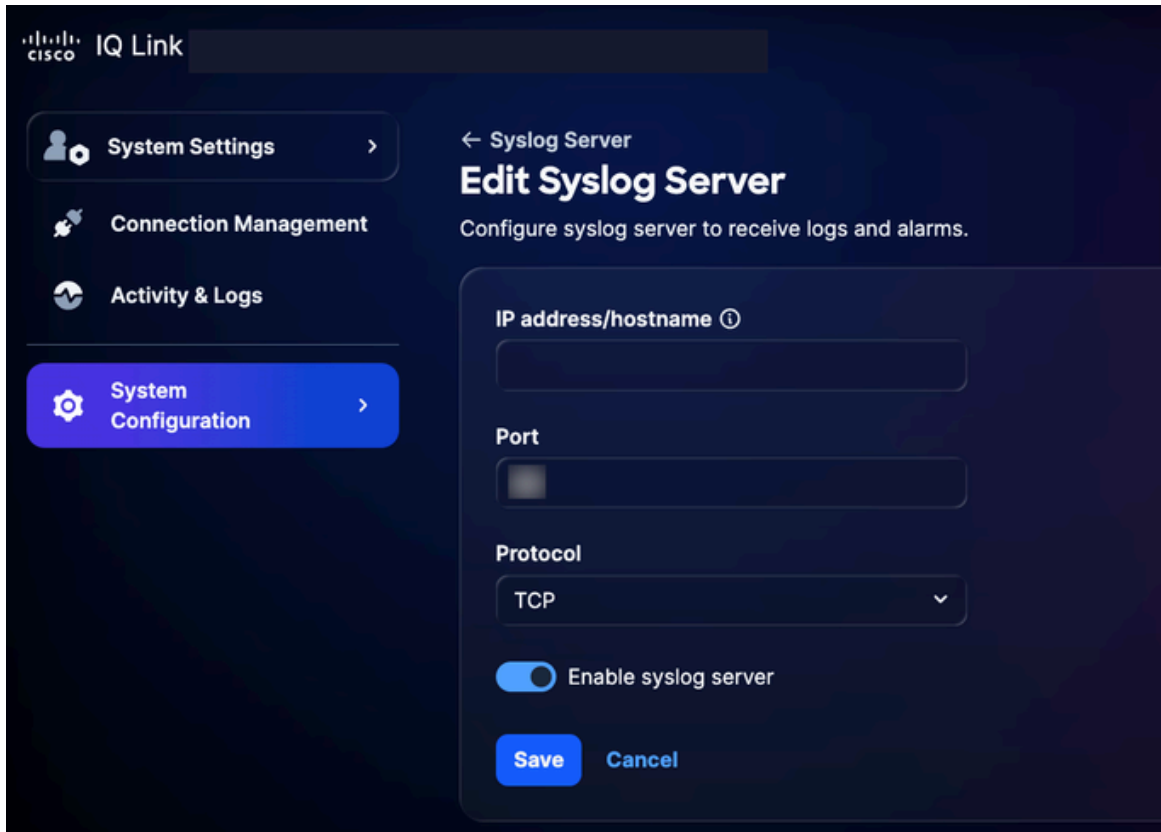 cisco IQ Link
System Settings
Connection Management
Activity & Logs
System
Configuration
← Syslog Server
Edit Syslog Server
Configure syslog server to receive logs and alarms.
IP address/hostname
Port
Protocol
TCP
Enable syslog server
Save Cancel